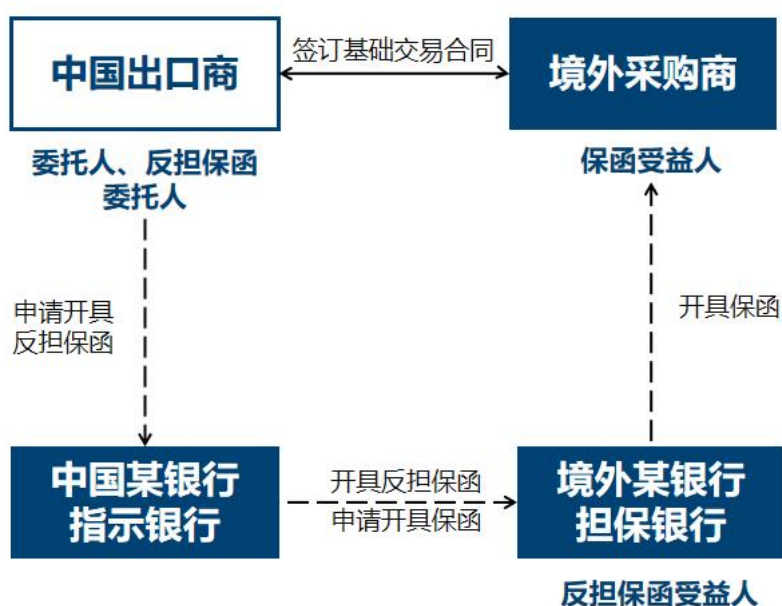 中国出口商
签订基础交易合同
境外采购商
委托人、反担保函
委托人
保函受益人
申请开具
反担保函
开具保函
中国某银行
指示银行
开具反担保函
申请开具保函
境外某银行
担保银行
反担保函受益人